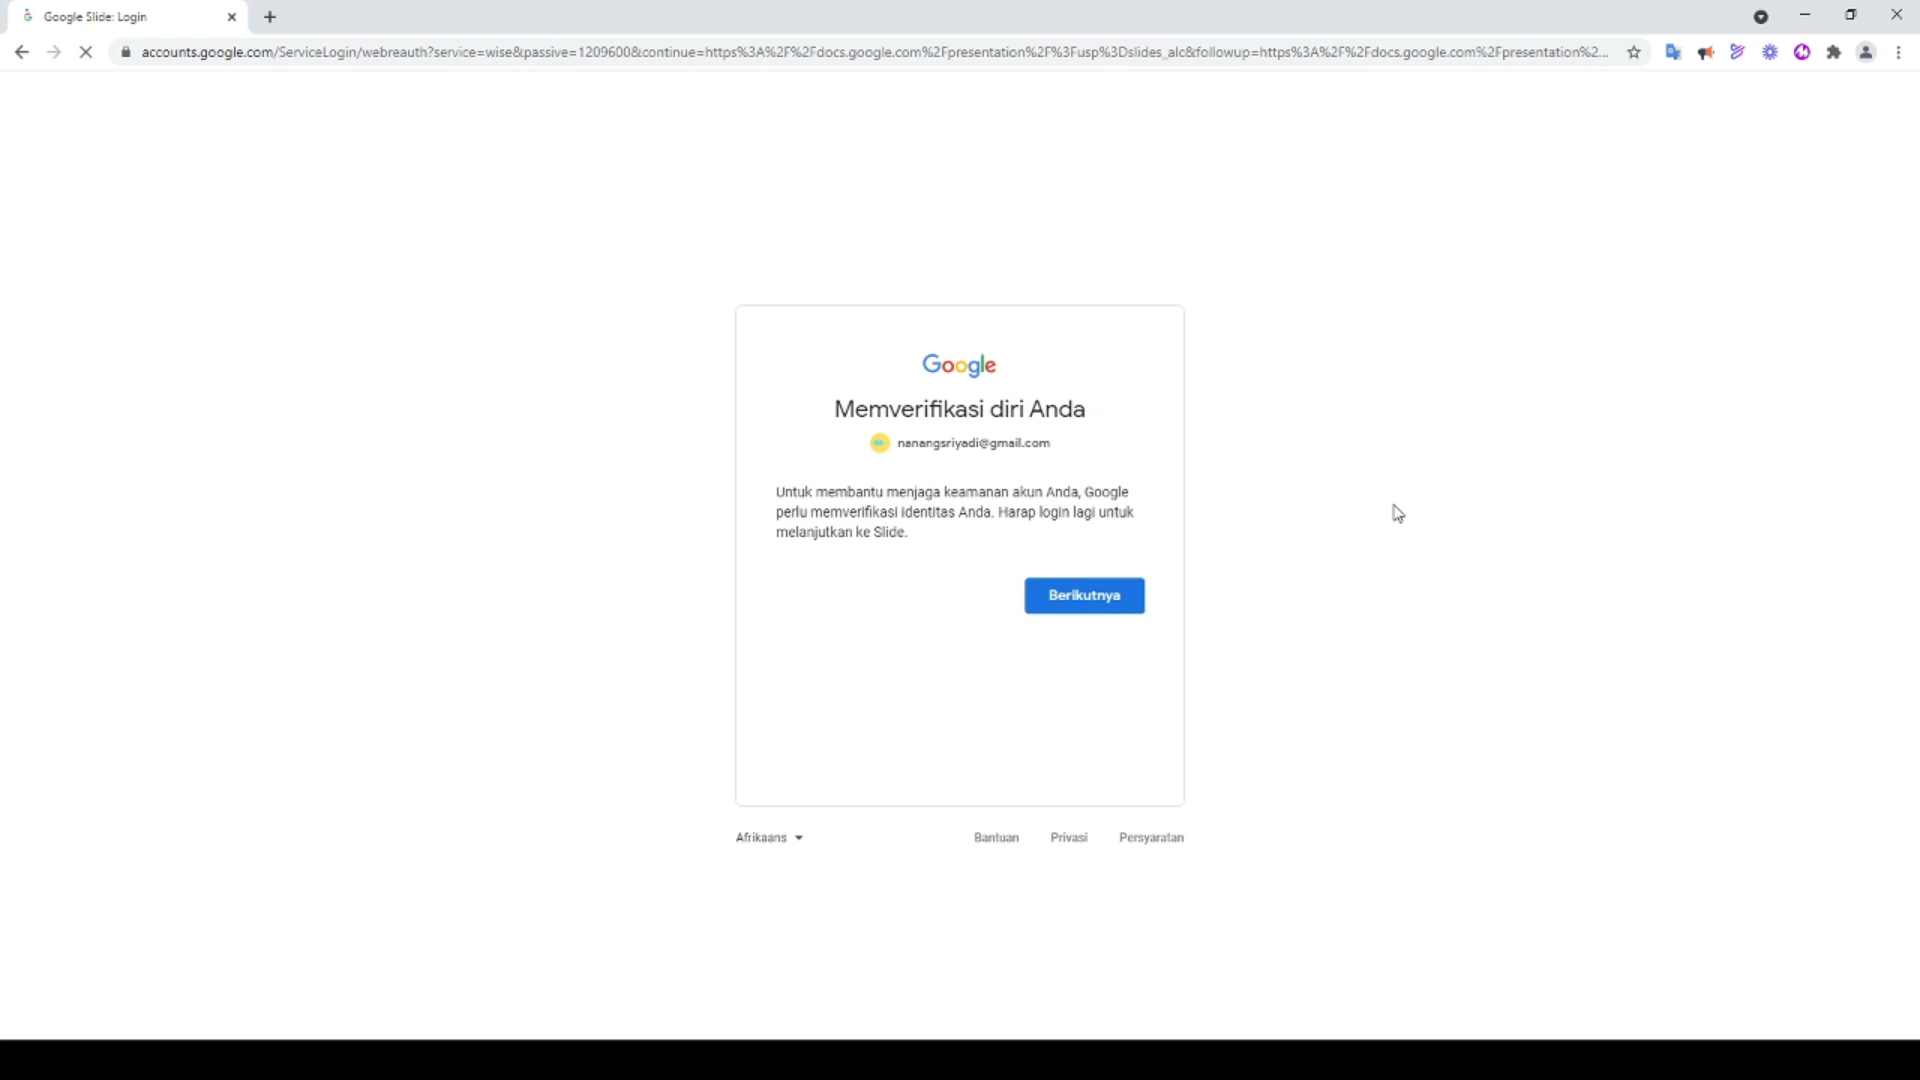 Google Slide: Login
accounts.google.com/ServiceLogin/webreauth?service=wise&passive=1209600&continue=https%3A%2F%2Fdocs.google.com%2Fpresentation%2F%3Fusp%3Dslides_alc&followup=https%3A%2F%2Fdocs.google.com%2Fpresentation%2...
Google
Memverifikasi diri Anda
nanangsriyadi@gmail.com
Untuk membantu menjaga keamanan akun Anda, Google
perlu memverifikasi identitas Anda. Harap login lagi untuk
melanjutkan ke Slide.
Berikutnya
Afrikaans Bantuan Privasi Persyaratan